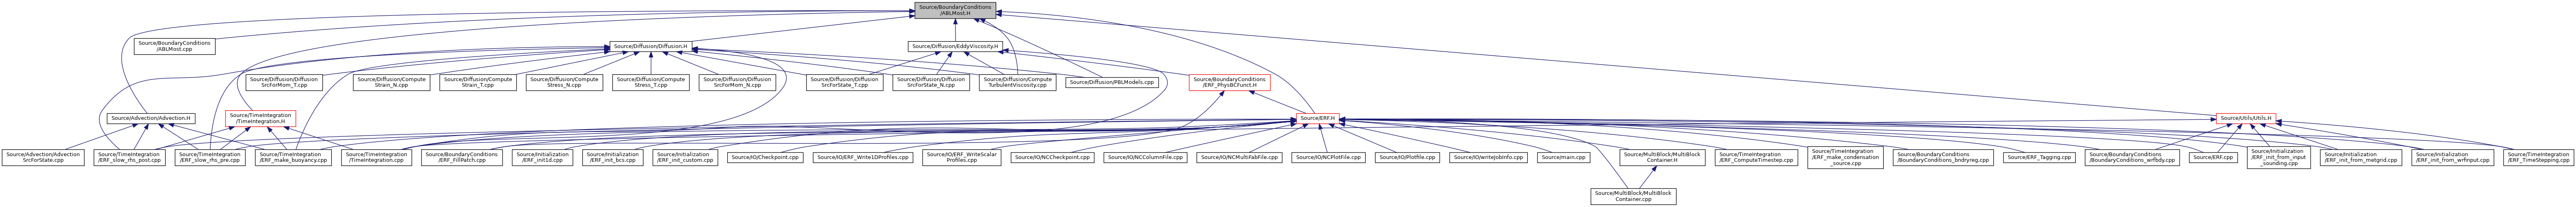 Source/BoundaryConditions
/ABLMost.H
Source/BoundaryConditions
/ABLMost.cpp
Source/Diffusion/Diffusion.H
Source/Diffusion/EddyViscosity.H
Source/Diffusion/Diffusion
SrcForMom_T.cpp
Source/Diffusion/Compute
Strain_N.cpp
Source/Diffusion/Compute
Strain_T.cpp
Source/Diffusion/Compute
Stress_N.cpp
Source/Diffusion/Compute
Stress_T.cpp
Source/Diffusion/Diffusion
SrcForMom_N.cpp
Source/Diffusion/Diffusion
SrcForState_T.cpp
Source/Diffusion/Diffusion
SrcForState_N.cpp
Source/Diffusion/Compute
TurbulentViscosity.cpp
Source/Diffusion/PBLModels.cpp
Source/BoundaryConditions
/ERF_PhysBCFunct.H
Source/Advection/Advection.H
Source/TimeIntegration
/TimeIntegration.H
Source/ERF.H
Source/Utils/Utils.H
Source/Advection/Advection
SrcForState.cpp
Source/TimeIntegration
/ERF_slow_rhs_post.cpp
Source/TimeIntegration
/ERF_slow_rhs_pre.cpp
Source/TimeIntegration
/ERF_make_buoyancy.cpp
Source/TimeIntegration
/TimeIntegration.cpp
Source/BoundaryConditions
/ERF_FillPatch.cpp
Source/Initialization
/ERF_init1d.cpp
Source/Initialization
/ERF_init_bcs.cpp
Source/Initialization
/ERF_init_custom.cpp
Source/IO/Checkpoint.cpp
Source/IO/ERF_Write1DProfiles.cpp
Source/IO/ERF_WriteScalar
Profiles.cpp
Source/IO/NCCheckpoint.cpp
Source/IO/NCColumnFile.cpp
Source/IO/NCMultiFabFile.cpp
Source/IO/NCPlotFile.cpp
Source/IO/Plotfile.cpp
Source/IO/writeJobInfo.cpp
Source/main.cpp
Source/MultiBlock/MultiBlock
Container.H
Source/TimeIntegration
/ERF_ComputeTimestep.cpp
Source/TimeIntegration
/ERF_make_condensation
_source.cpp
Source/BoundaryConditions
/BoundaryConditions_bndryreg.cpp
Source/ERF_Tagging.cpp
Source/BoundaryConditions
/BoundaryConditions_wrfbdy.cpp
Source/ERF.cpp
Source/Initialization
/ERF_init_from_input
_sounding.cpp
Source/Initialization
/ERF_init_from_metgrid.cpp
Source/Initialization
/ERF_init_from_wrfinput.cpp
Source/TimeIntegration
/ERF_TimeStepping.cpp
Source/MultiBlock/MultiBlock
Container.cpp